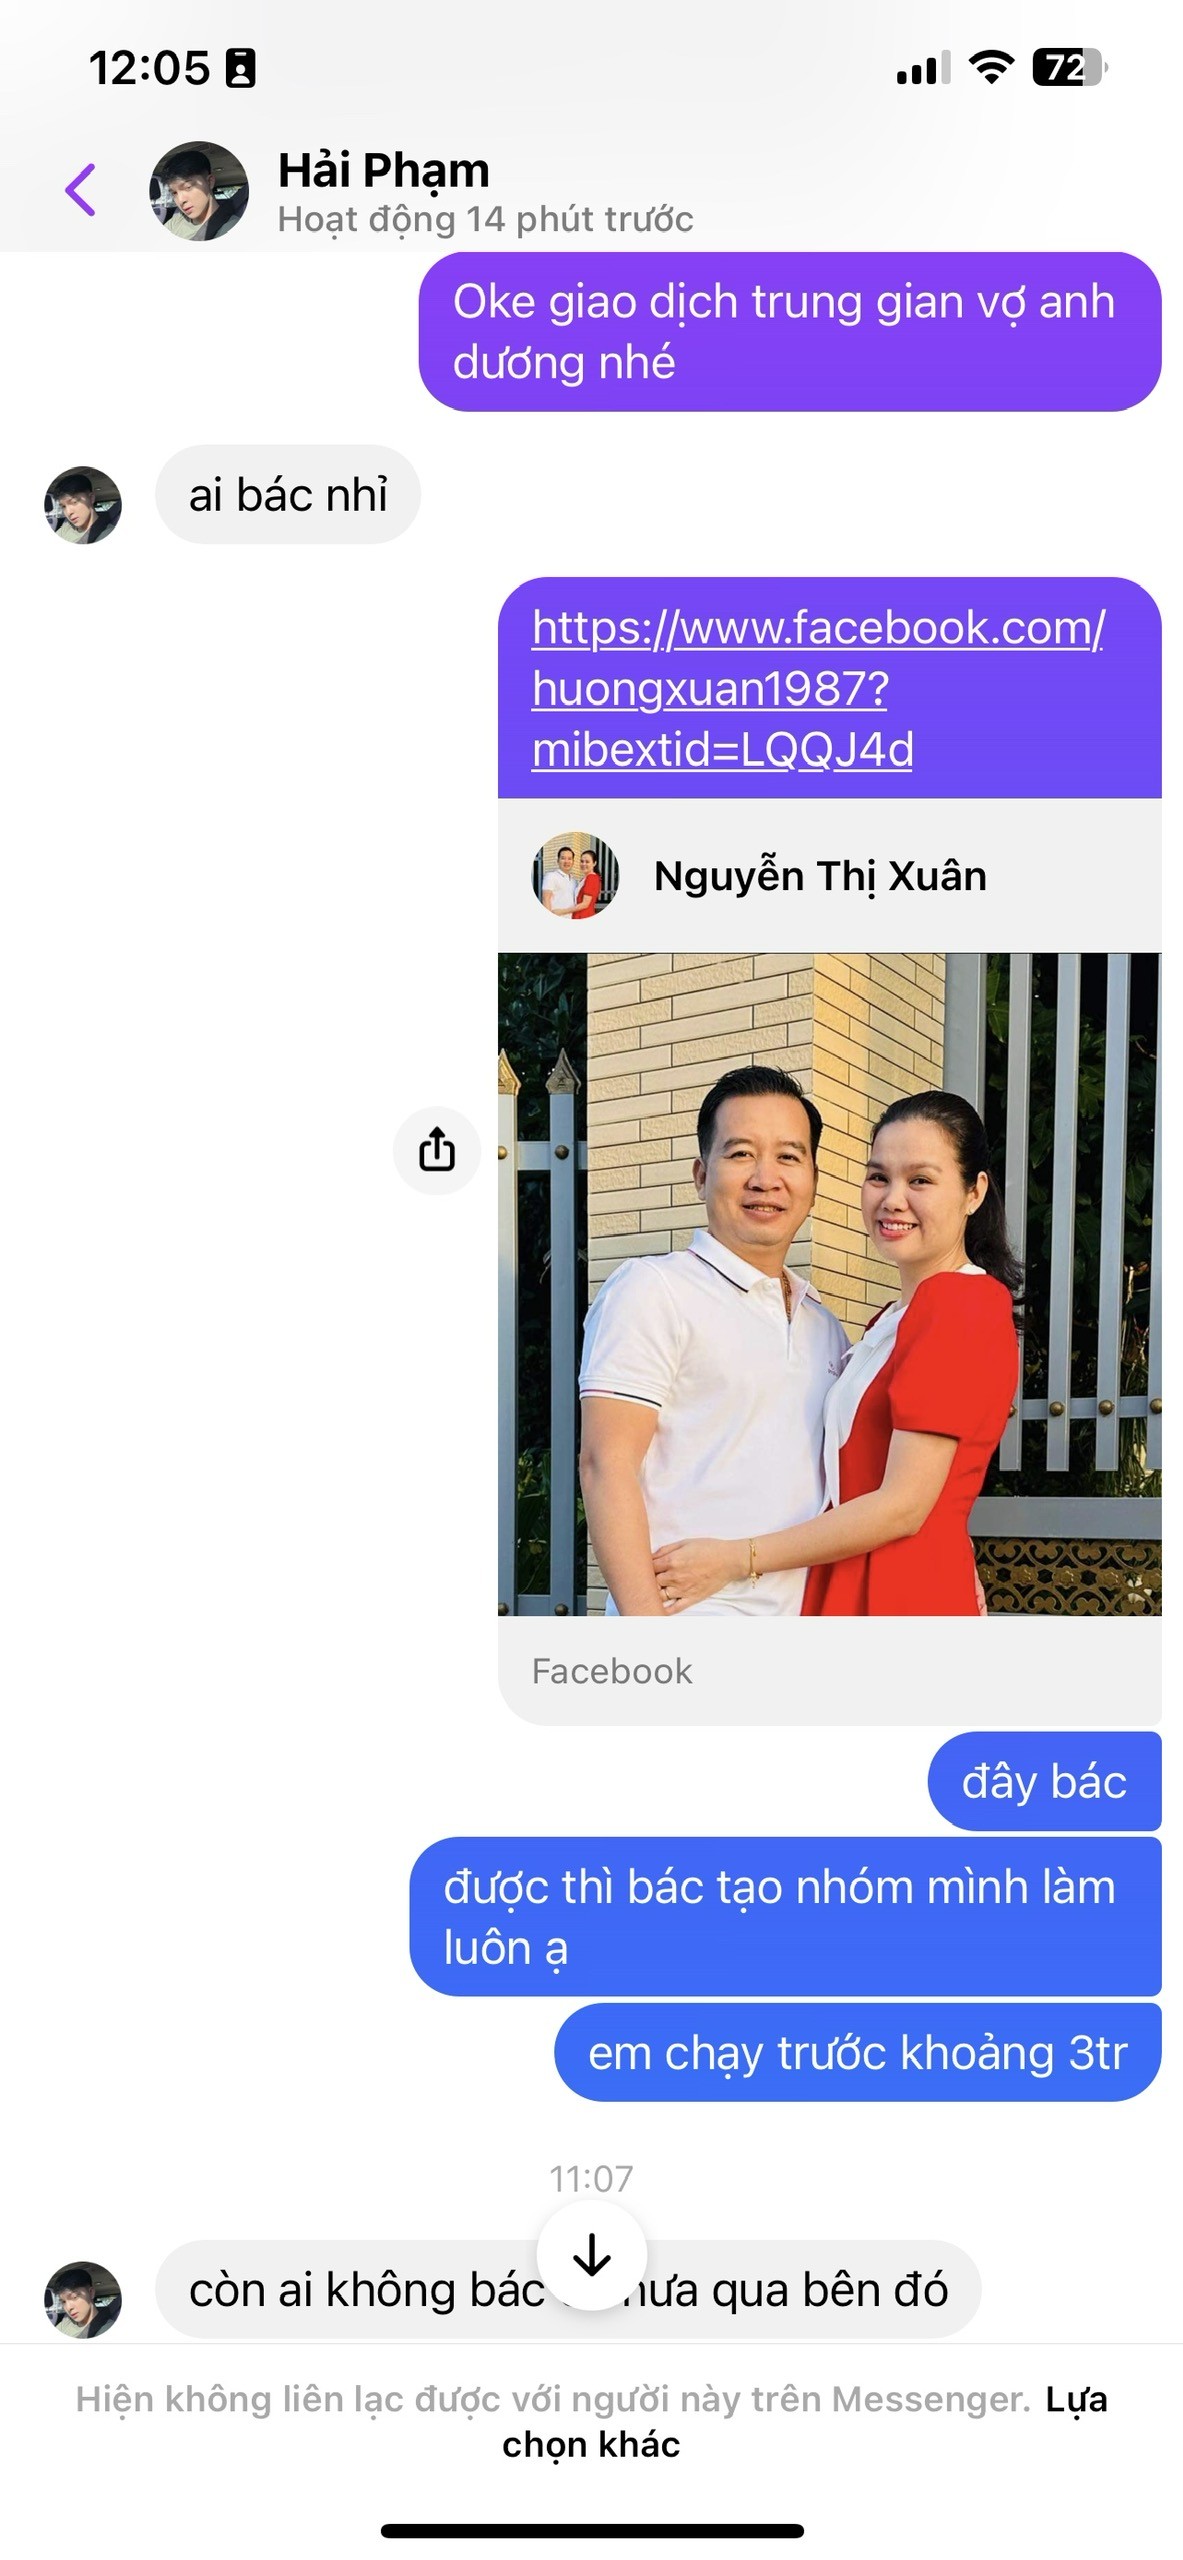 12:05
72
Hải Phạm
Hoạt động 14 phút trước
Oke giao dịch trung gian vợ anh
dương nhé
ai bác nhỉ
https://www.facebook.com/
huongxuan1987?
mibextid=LQQJ4d
Nguyễn Thị Xuân
Facebook
đây bác
được thì bác tạo nhóm mình làm
luôn ạ
em chạy trước khoảng 3tr
11:07
còn ai không bác qua bên đó
Hiện không liên lạc được với người này trên Messenger. Lựa
chọn khác